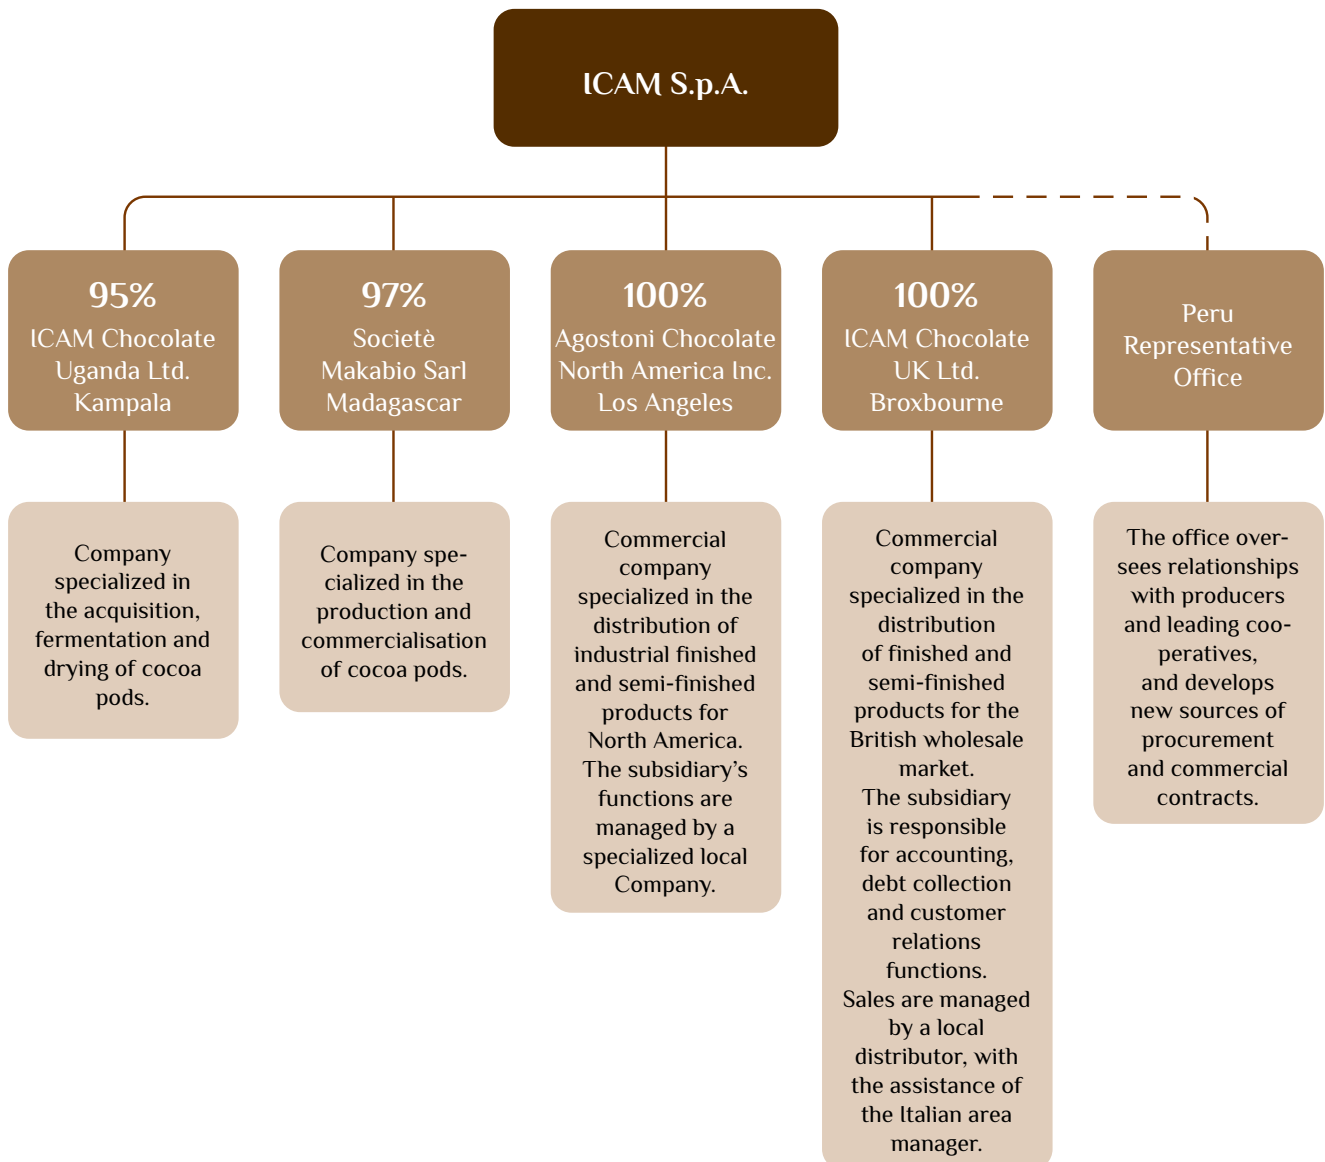 ICAM S.p.A.
95%
ICAM Chocolate
Uganda Ltd.
Kampala
97%
Societè
Makabio Sarl
Madagascar
100%
Agostoni Chocolate
North America Inc.
Los Angeles
100%
ICAM Chocolate
UK Ltd.
Broxbourne
Peru
Representative
Office
Company
specialized in
the acquisition,
fermentation and
drying of cocoa
pods.
Company spe-
cialized in the
production and
commercialisation
of cocoa pods.
Commercial
company
specialized in the
distribution of
industrial finished
and semi-finished
products for
North America.
The subsidiary’s
functions are
managed by a
specialized local
Company.
Commercial
company
specialized in the
distribution
of finished and
semi-finished
products for the
British wholesale
market.
The subsidiary
is responsible
for accounting,
debt collection
and customer
relations
functions.
Sales are managed
by a local
distributor, with
the assistance of
the Italian area
manager.
The office over-
sees relationships
with producers
and leading coo-
peratives,
and develops
new sources of
procurement
and commercial
contracts.